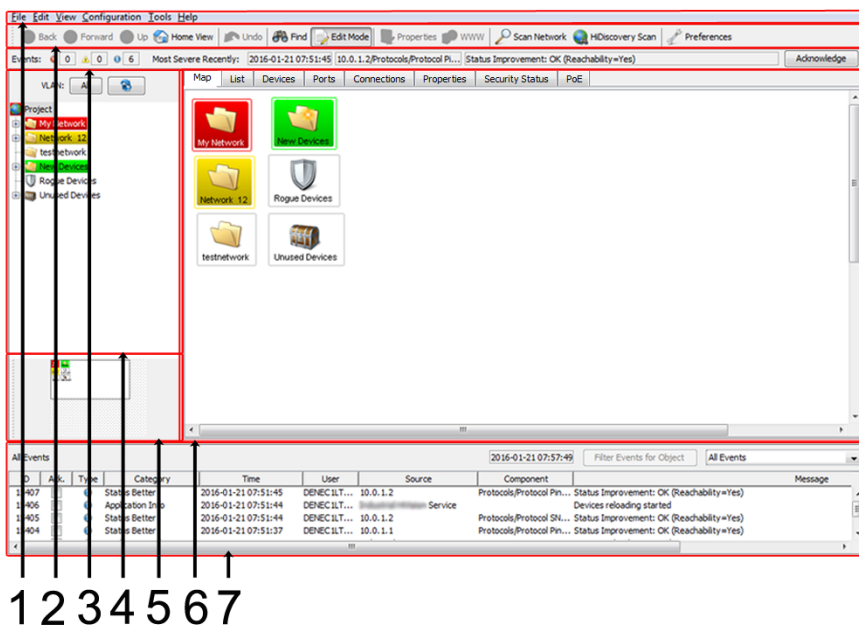 File Edit View Configuration Tools Help
Back Forward Up Home View Undo Find Edit Mode Properties WWW Scan Network HiDiscovery Scan Preferences
Events: 0 0 6 Most Severe Recently: 2016-01-21 07:51:45 10.0.1.2/Protocols/Protocol Pi... Status Improvement: OK (Reachability=Yes) Acknowledge
VLAN: All
Map List Devices Ports Connections Properties Security Status PoE
Project
My Network
Network 12
testnetwork
New Devices
Rogue Devices
Unused Devices
My Network New Devices
Network 12 Rogue Devices
testnetwork Unused Devices
All Events 2016-01-21 07:57:49 Filter Events for Object All Events
ID Ack. Type Category Time User Source Component Message
407 Status Better 2016-01-21 07:51:45 DENEC1LT... 10.0.1.2 Protocols/Protocol Pin... Status Improvement: OK (Reachability=Yes)
406 Application Info 2016-01-21 07:51:44 DENEC1LT... Service Devices reloading started
405 Status Better 2016-01-21 07:51:44 DENEC1LT... 10.0.1.2 Protocols/Protocol SN... Status Improvement: OK (Reachability=Yes)
404 Status Better 2016-01-21 07:51:37 DENEC1LT... 10.0.1.1 Protocols/Protocol Pin... Status Improvement: OK (Reachability=Yes)
1 2 3 4 5 6 7